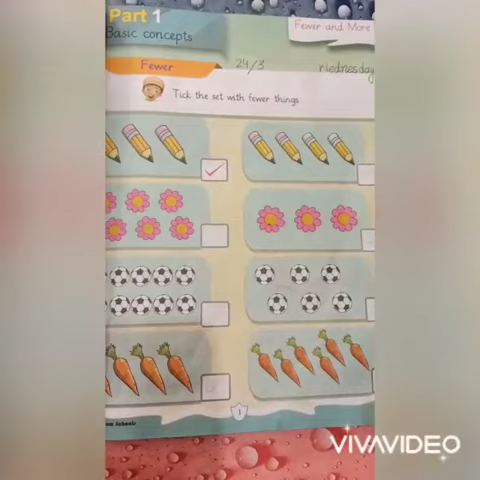 Part 1
Basic concepts
Fewer and More
Fewer
24/3
Wednesday
Tick the set with fewer things
1
Schools
VIVAVIDEO